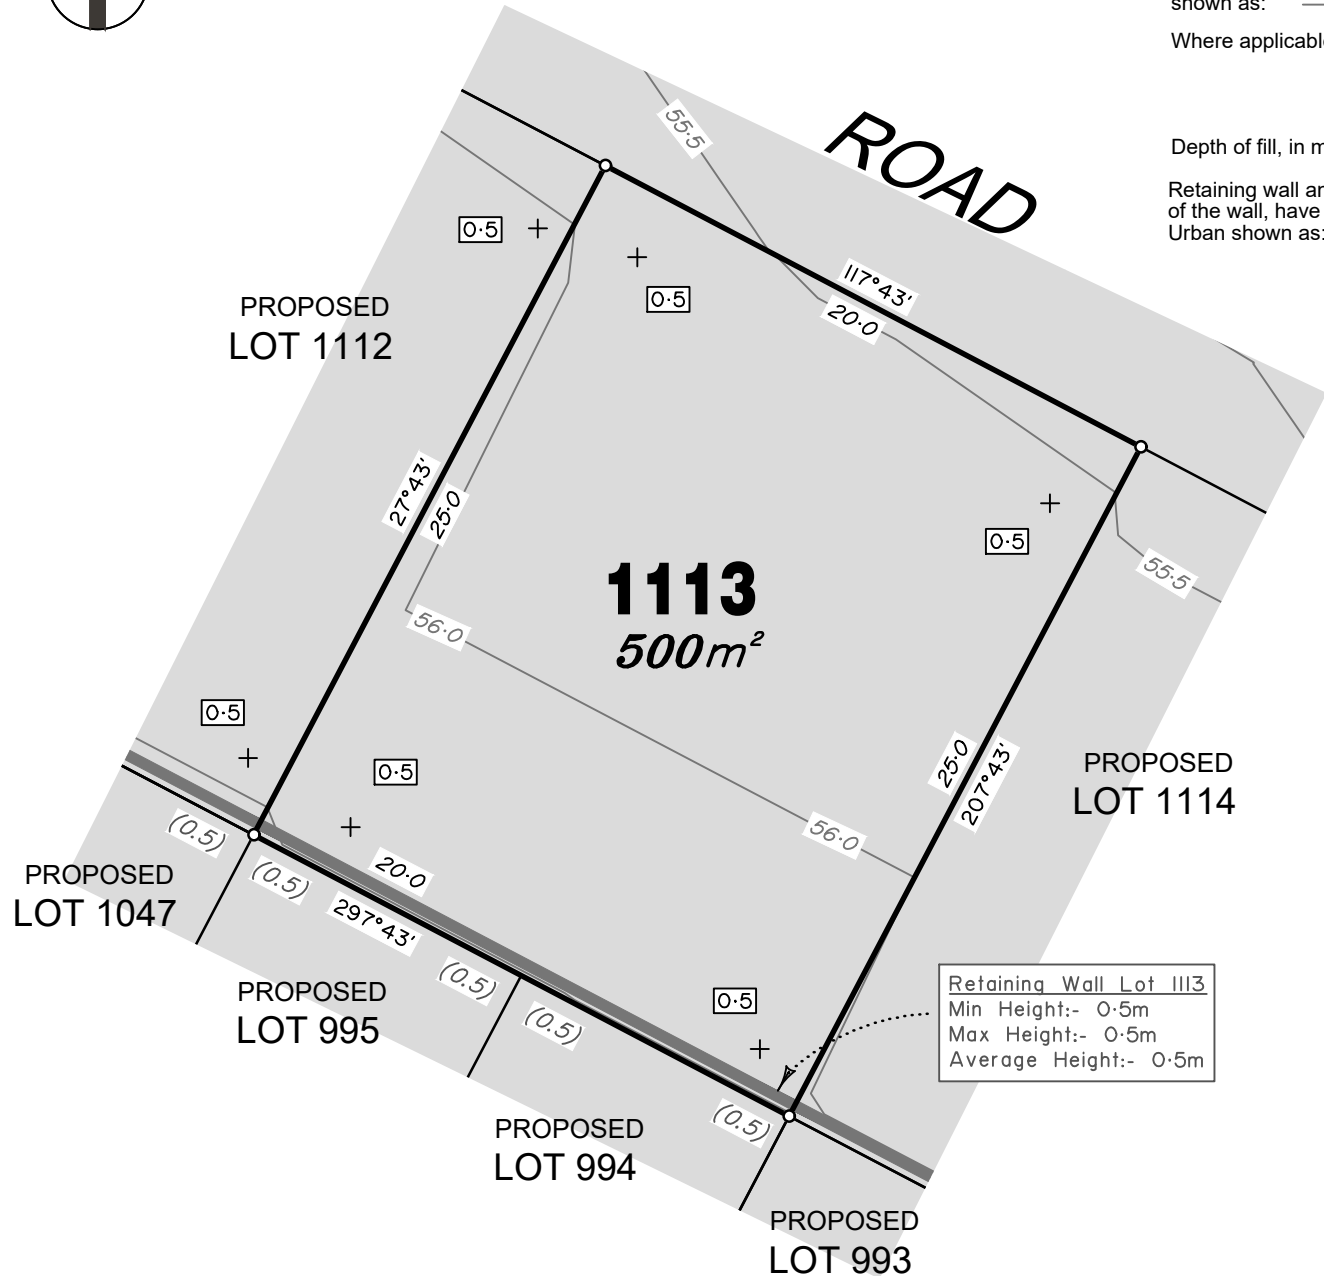 shown as:
Where applicabl
Depth of fill, in m
Retaining wall ar
of the wall, have
Urban shown as:
55·5
ROAD
0·5
0·5
117°43'
20·0
PROPOSED
LOT 1112
27°43'
25·0
0·5
55·5
1113
500m²
56·0
0·5
0·5
25·0
207°43'
PROPOSED
LOT 1114
56·0
(0.5)
(0.5)
20·0
297°43'
PROPOSED
LOT 1047
(0.5)
(0.5)
0·5
PROPOSED
LOT 995
Retaining Wall Lot 1113
Min Height:- 0·5m
Max Height:- 0·5m
Average Height:- 0·5m
(0.5)
PROPOSED
LOT 994
PROPOSED
LOT 993